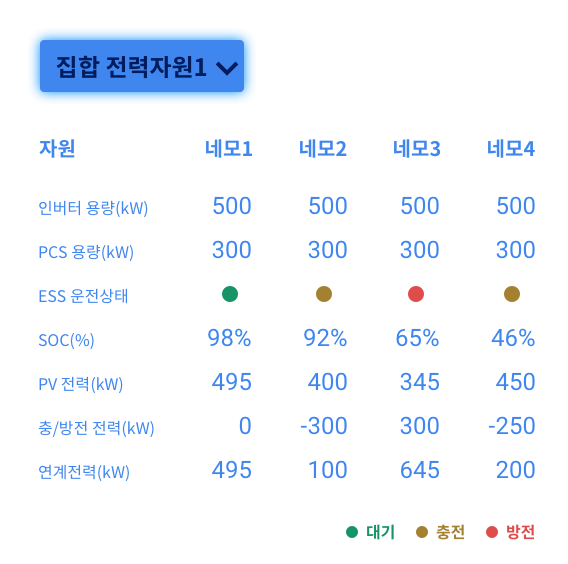 집합 전력자원1
자원 네모1 네모2 네모3 네모4
인버터 용량(kW) 500 500 500 500
PCS 용량(kW) 300 300 300 300
ESS 운전상태
SOC(%) 98% 92% 65% 46%
PV 전력(kW) 495 400 345 450
충/방전 전력(kW) 0 -300 300 -250
연계전력(kW) 495 100 645 200
대기 충전 방전